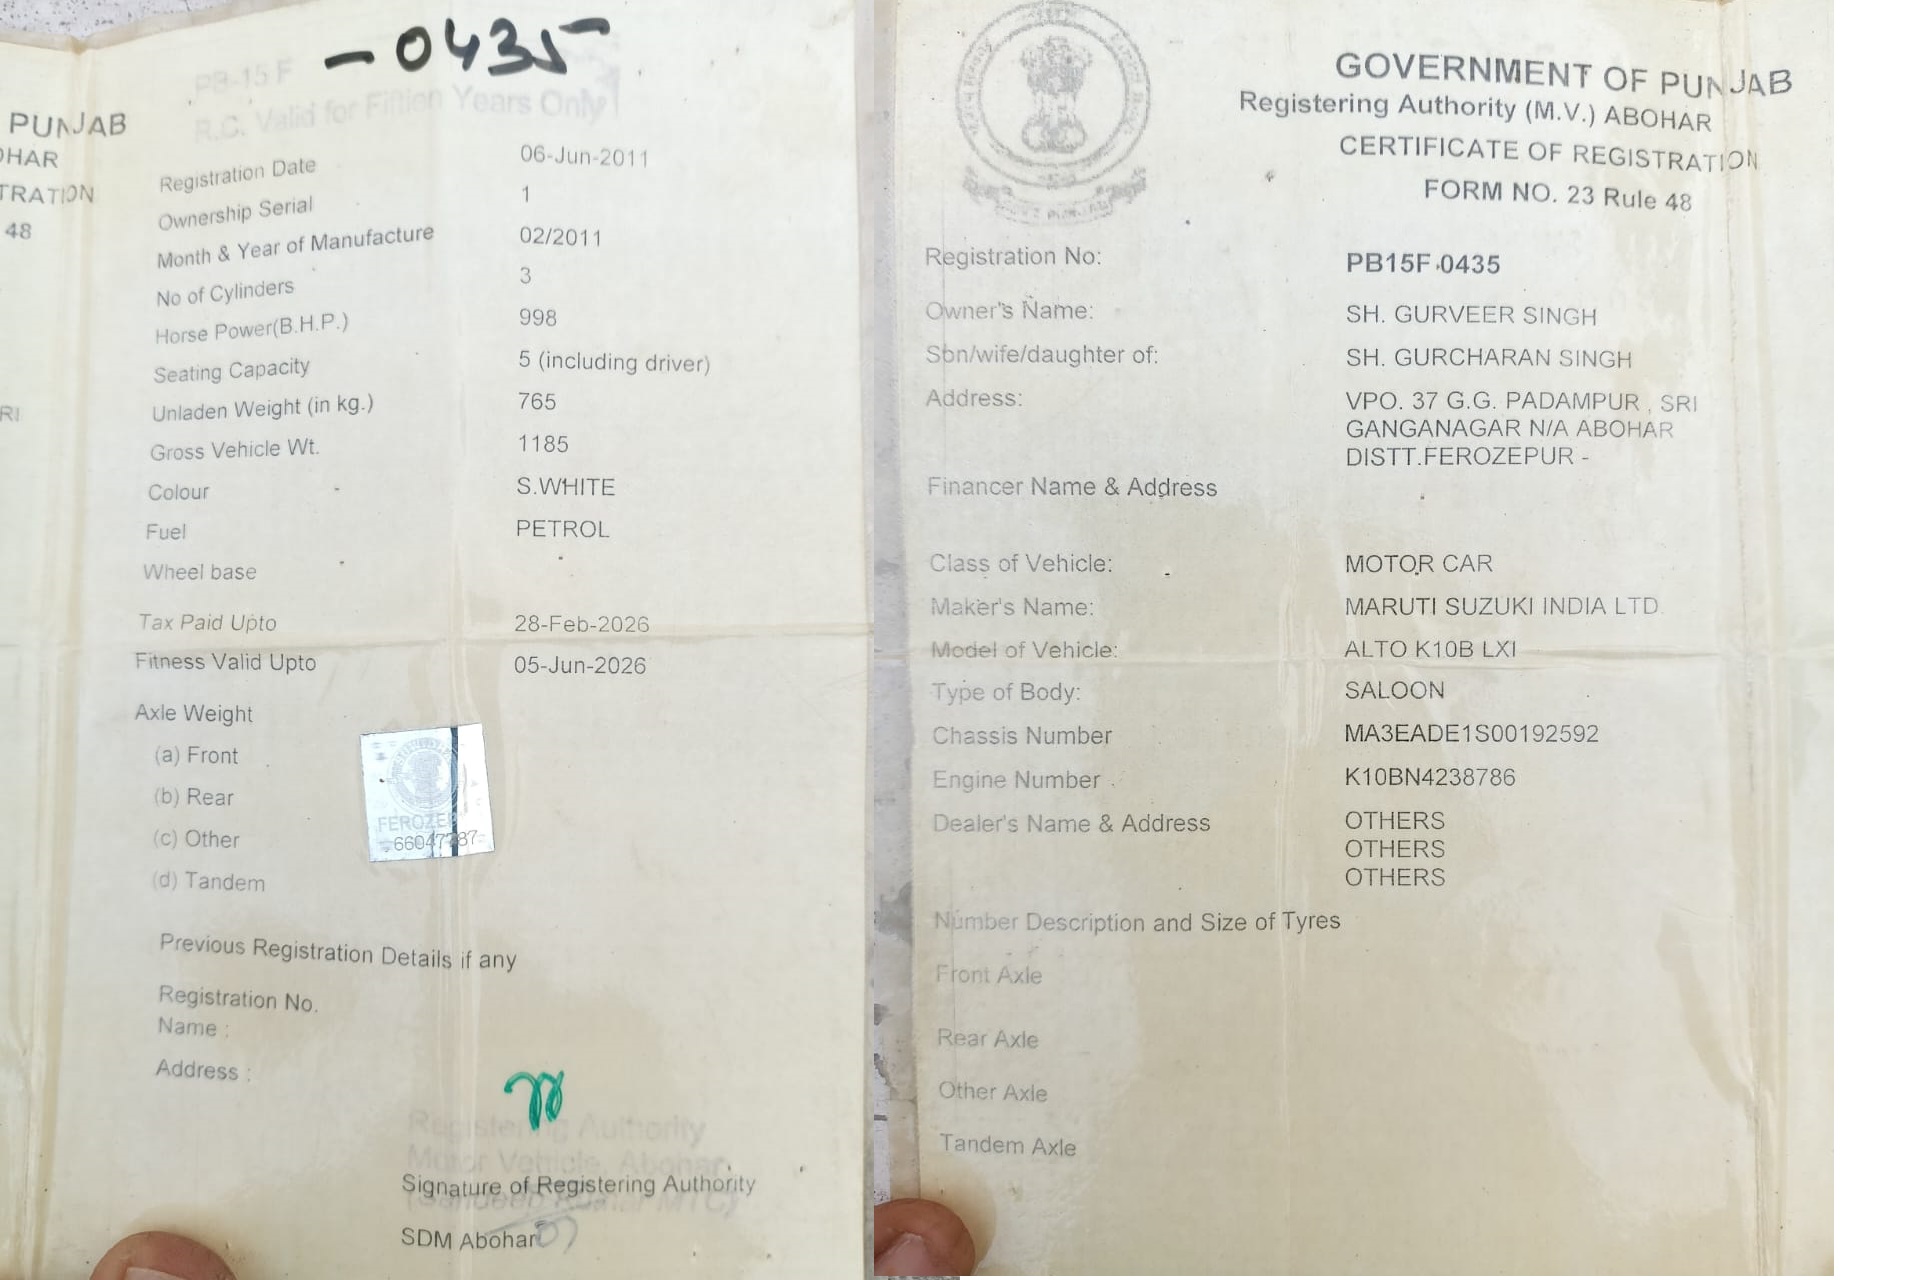 PUNJAB
OHAR
TRATION
48
RI
-0435
PB-15 F
R.C. Valid for Fiftien Years Only
Registration Date 06-Jun-2011
Ownership Serial 1
Month & Year of Manufacture 02/2011
No of Cylinders 3
Horse Power(B.H.P.) 998
Seating Capacity 5 (including driver)
Unladen Weight (in kg.) 765
Gross Vehicle Wt. 1185
Colour S.WHITE
Fuel PETROL
Wheel base
Tax Paid Upto 28-Feb-2026
Fitness Valid Upto 05-Jun-2026
Axle Weight
(a) Front
(b) Rear
(c) Other
(d) Tandem
66047787
Previous Registration Details if any
Registration No.
Name :
Address :
Registering Authority
Motor Vehicle, Abohar
Signature of Registering Authority
SDM Abohar
GOVERNMENT OF PUNJAB
Registering Authority (M.V.) ABOHAR
CERTIFICATE OF REGISTRATION
FORM NO. 23 Rule 48
Registration No: PB15F 0435
Owner's Name: SH. GURVEER SINGH
Son/wife/daughter of: SH. GURCHARAN SINGH
Address: VPO. 37 G.G. PADAMPUR , SRI
GANGANAGAR N/A ABOHAR
DISTT.FEROZEPUR -
Financer Name & Address
Class of Vehicle: MOTOR CAR
Maker's Name: MARUTI SUZUKI INDIA LTD.
Model of Vehicle: ALTO K10B LXI
Type of Body: SALOON
Chassis Number MA3EADE1S00192592
Engine Number K10BN4238786
Dealer's Name & Address OTHERS
OTHERS
OTHERS
Number Description and Size of Tyres
Front Axle
Rear Axle
Other Axle
Tandem Axle